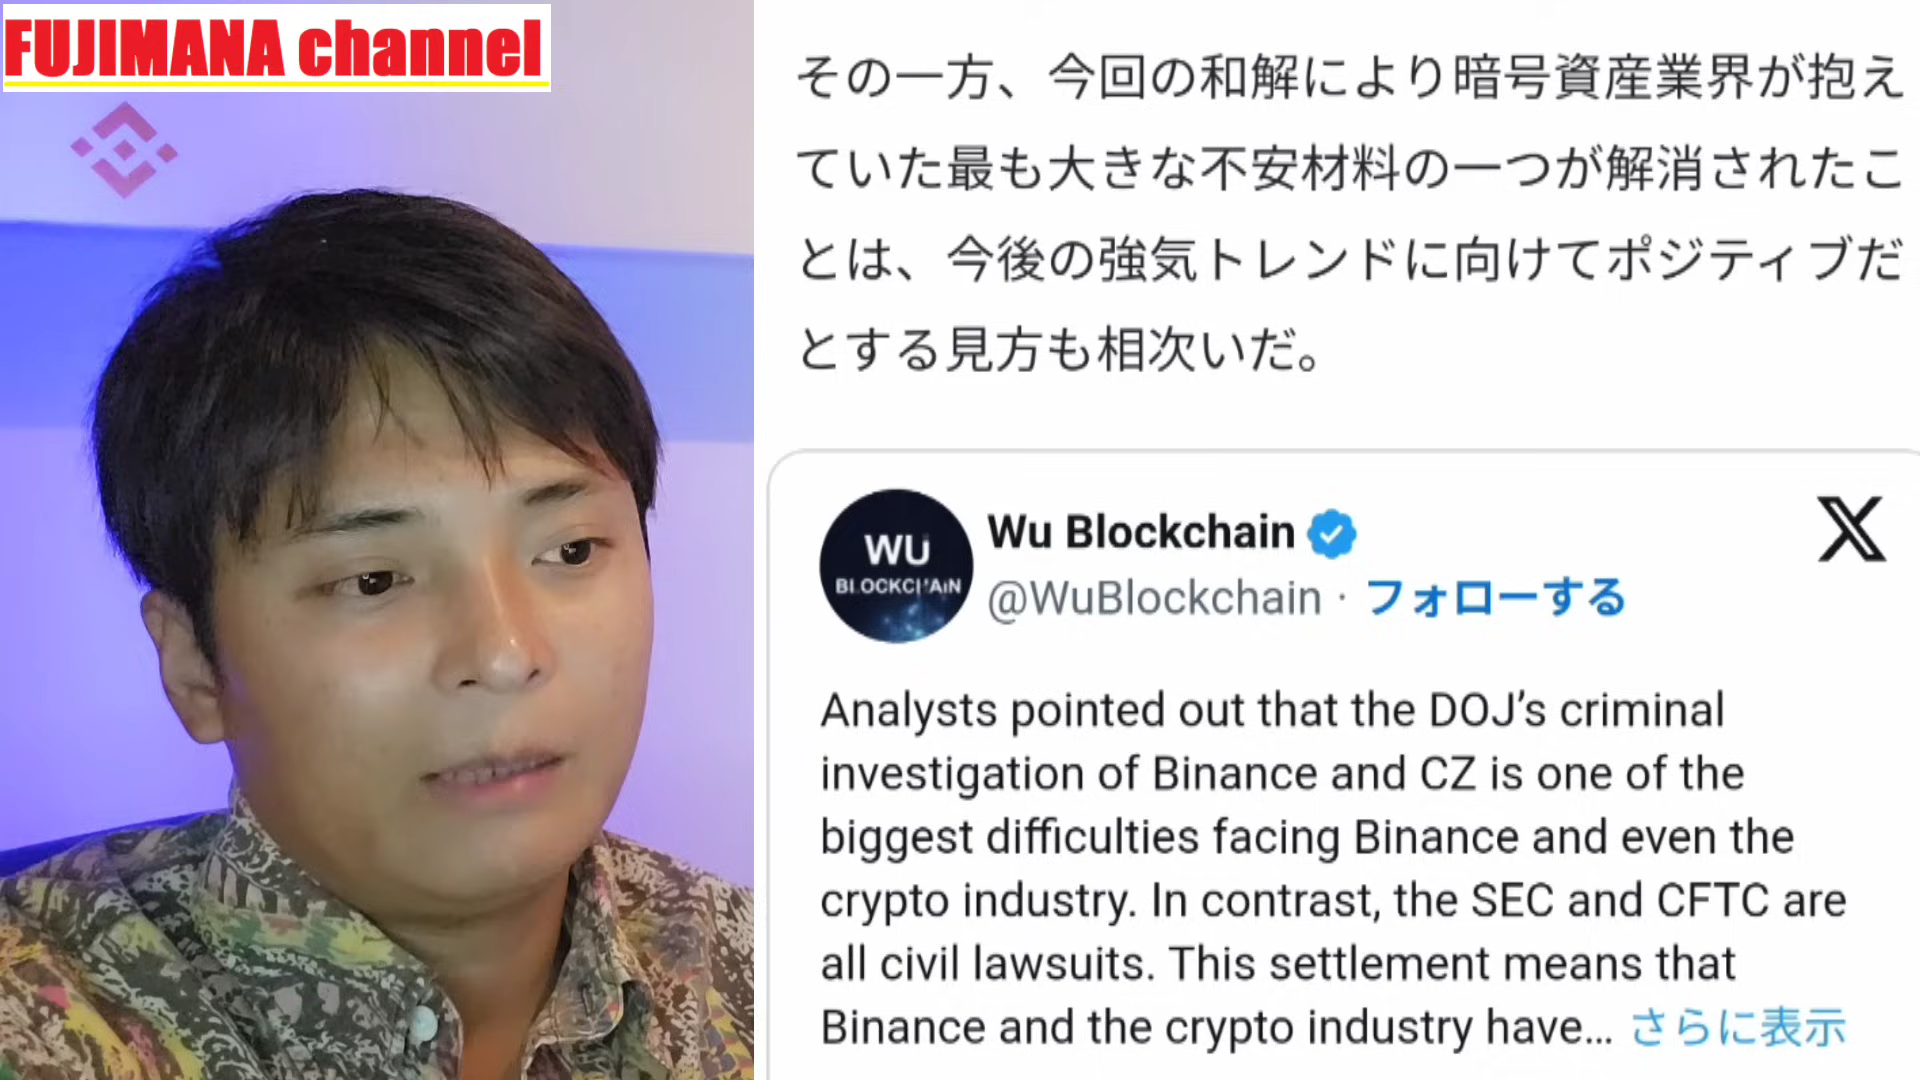 FUJIMANA channel
その一方、今回の和解により暗号資産業界が抱え
ていた最も大きな不安材料の一つが解消されたこ
とは、今後の強気トレンドに向けてポジティブだ
とする見方も相次いだ。
WU
BLOCKCHAIN
Wu Blockchain
@WuBlockchain · フォローする
Analysts pointed out that the DOJ’s criminal
investigation of Binance and CZ is one of the
biggest difficulties facing Binance and even the
crypto industry. In contrast, the SEC and CFTC are
all civil lawsuits. This settlement means that
Binance and the crypto industry have... さらに表示